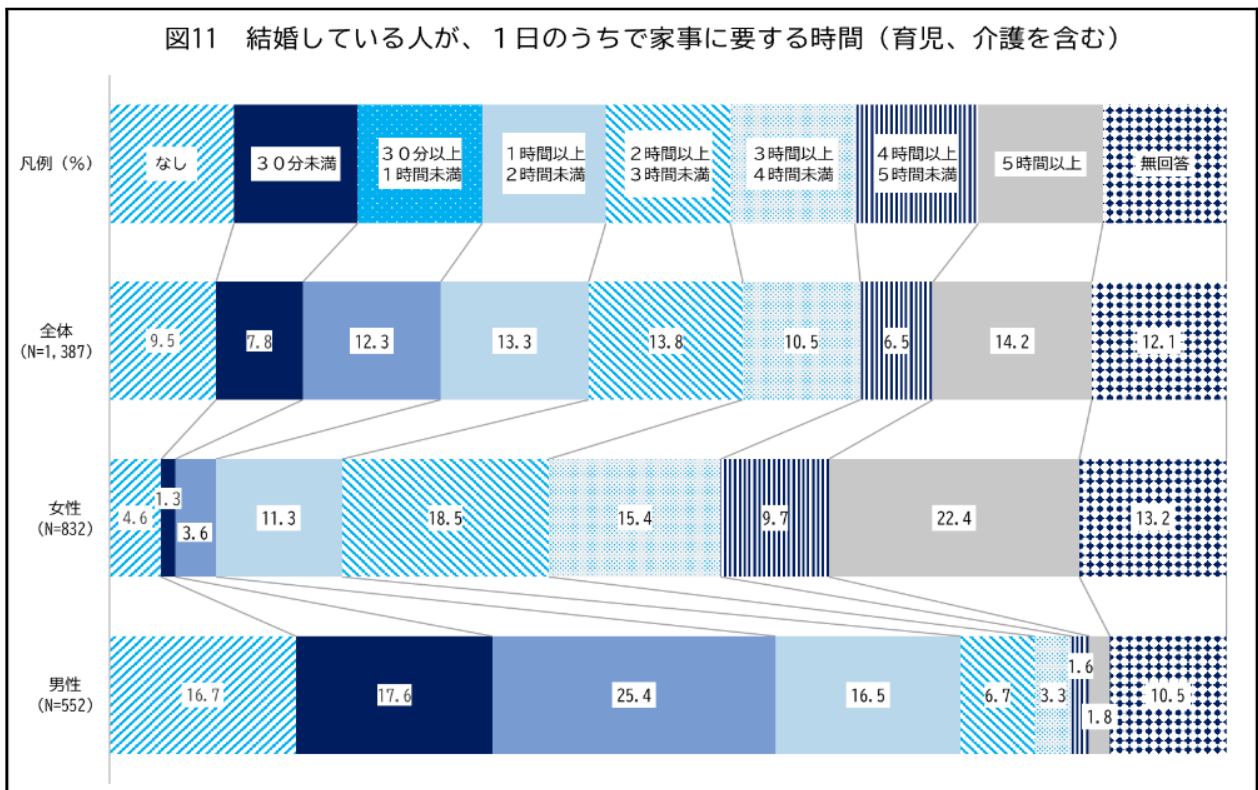 図11　結婚している人が、１日のうちで家事に要する時間（育児、介護を含む）
凡例（%）
なし
３０分未満
３０分以上
１時間未満
１時間以上
２時間未満
２時間以上
３時間未満
３時間以上
４時間未満
４時間以上
５時間未満
５時間以上
無回答
全体
(N=1,387)
9.5
7.8
12.3
13.3
13.8
10.5
6.5
14.2
12.1
女性
(N=832)
4.6
1.3
3.6
11.3
18.5
15.4
9.7
22.4
13.2
男性
(N=552)
16.7
17.6
25.4
16.5
6.7
3.3
1.6
1.8
10.5